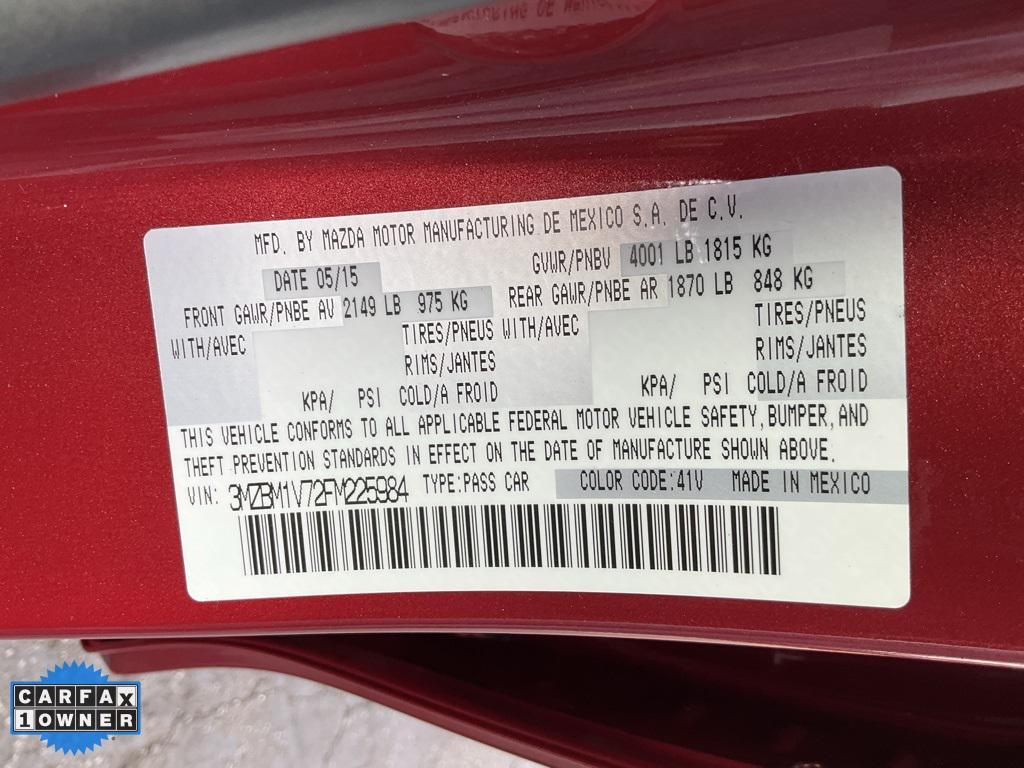 MFD. BY MAZDA MOTOR MANUFACTURING DE MEXICO S.A. DE C.V.
DATE 05/15 GVWR/PNBV 4001 LB 1815 KG
FRONT GAWR/PNBE AV 2149 LB 975 KG REAR GAWR/PNBE AR 1870 LB 848 KG
WITH/AVEC TIRES/PNEUS WITH/AVEC TIRES/PNEUS
RIMS/JANTES RIMS/JANTES
KPA/ PSI COLD/A FROID KPA/ PSI COLD/A FROID
THIS VEHICLE CONFORMS TO ALL APPLICABLE FEDERAL MOTOR VEHICLE SAFETY, BUMPER, AND
THEFT PREVENTION STANDARDS IN EFFECT ON THE DATE OF MANUFACTURE SHOWN ABOVE.
VIN: 3MZBM1V72FM225984 TYPE:PASS CAR COLOR CODE:41V MADE IN MEXICO
CARFAX
1 OWNER